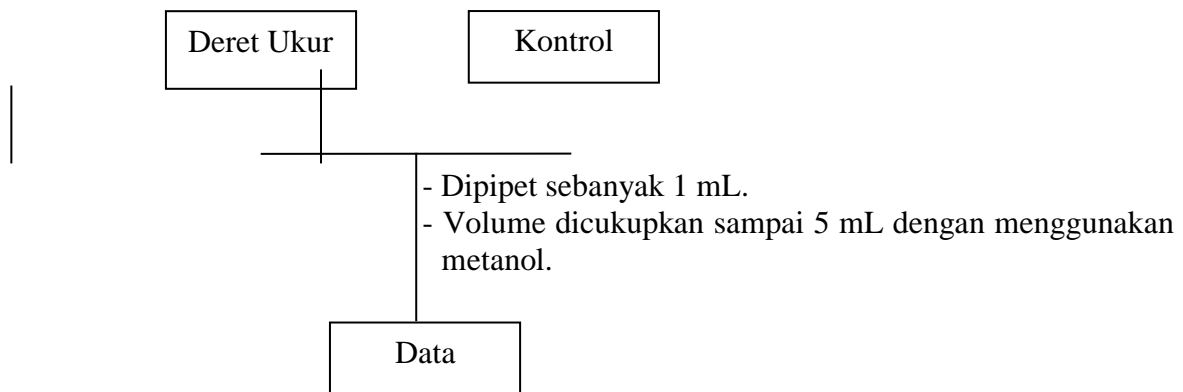 Deret Ukur
Kontrol
- Dipipet sebanyak 1 mL.
- Volume dicukupkan sampai 5 mL dengan menggunakan
metanol.
Data